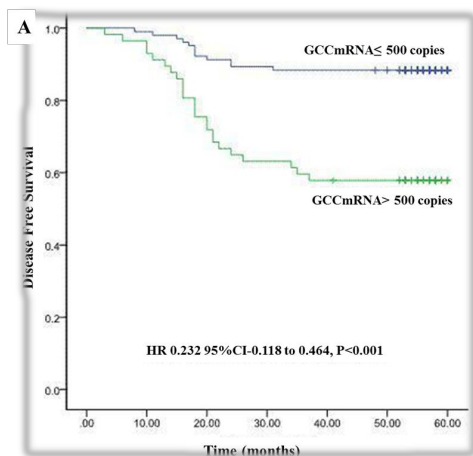 A
GCCmRNA≤ 500 copies
GCCmRNA> 500 copies
HR 0.232 95%CI-0.118 to 0.464, P<0.001
Disease Free Survival
1.0
0.8
0.6
0.4
0.2
0.0
.00 10.00 20.00 30.00 40.00 50.00 60.00
Time (months)